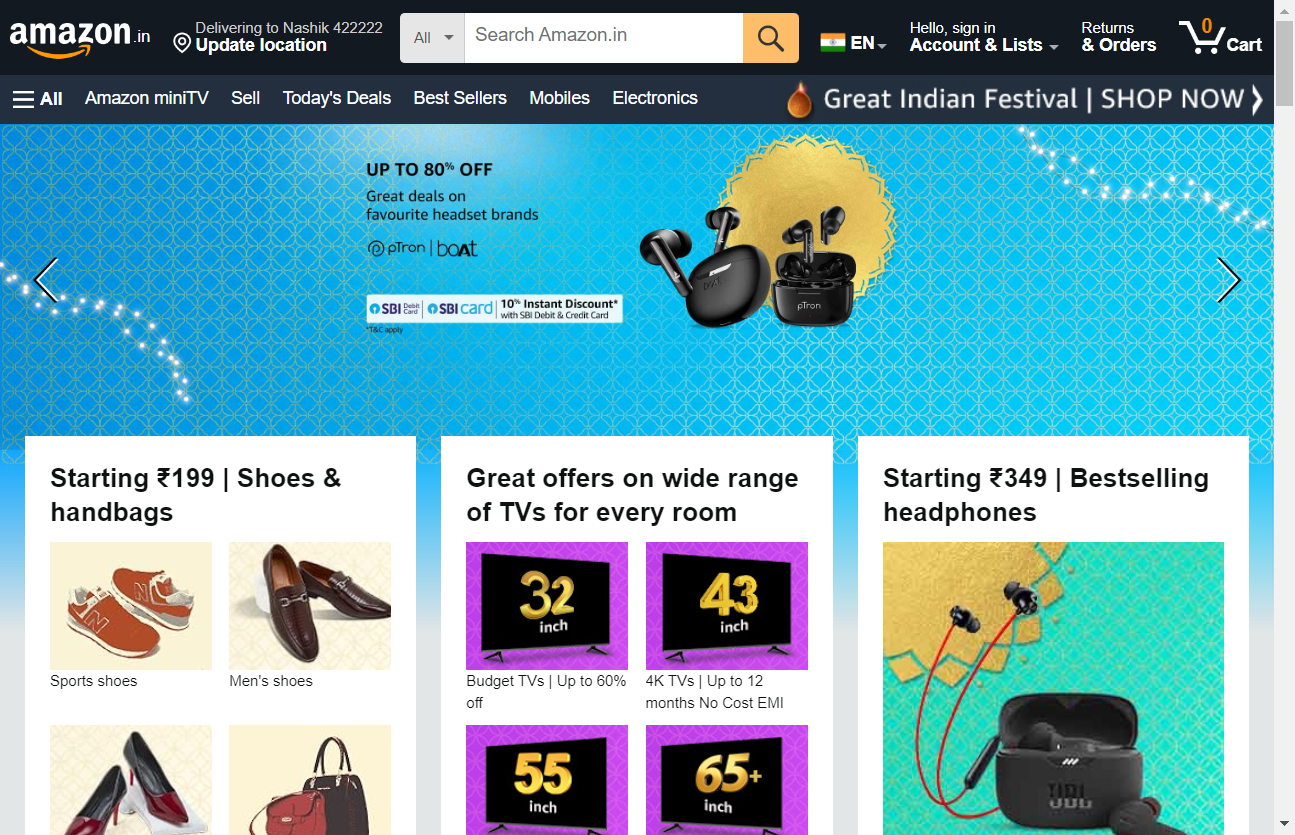 amazon.in
Delivering to Nashik 422222
Update location
All
Search Amazon.in
EN
Hello, sign in
Account & Lists
Returns
& Orders
0
Cart
All
Amazon miniTV
Sell
Today's Deals
Best Sellers
Mobiles
Electronics
Great Indian Festival | SHOP NOW
UP TO 80% OFF
Great deals on
favourite headset brands
pTron | boAt
SBI Debit Card | SBI card | 10% Instant Discount*
with SBI Debit & Credit Card
*T&C apply
boAt
pTron
Starting ₹199 | Shoes &
handbags
Sports shoes
Men's shoes
Great offers on wide range
of TVs for every room
32
inch
43
inch
Budget TVs | Up to 60%
off
4K TVs | Up to 12
months No Cost EMI
55
inch
65+
inch
Starting ₹349 | Bestselling
headphones
JBL